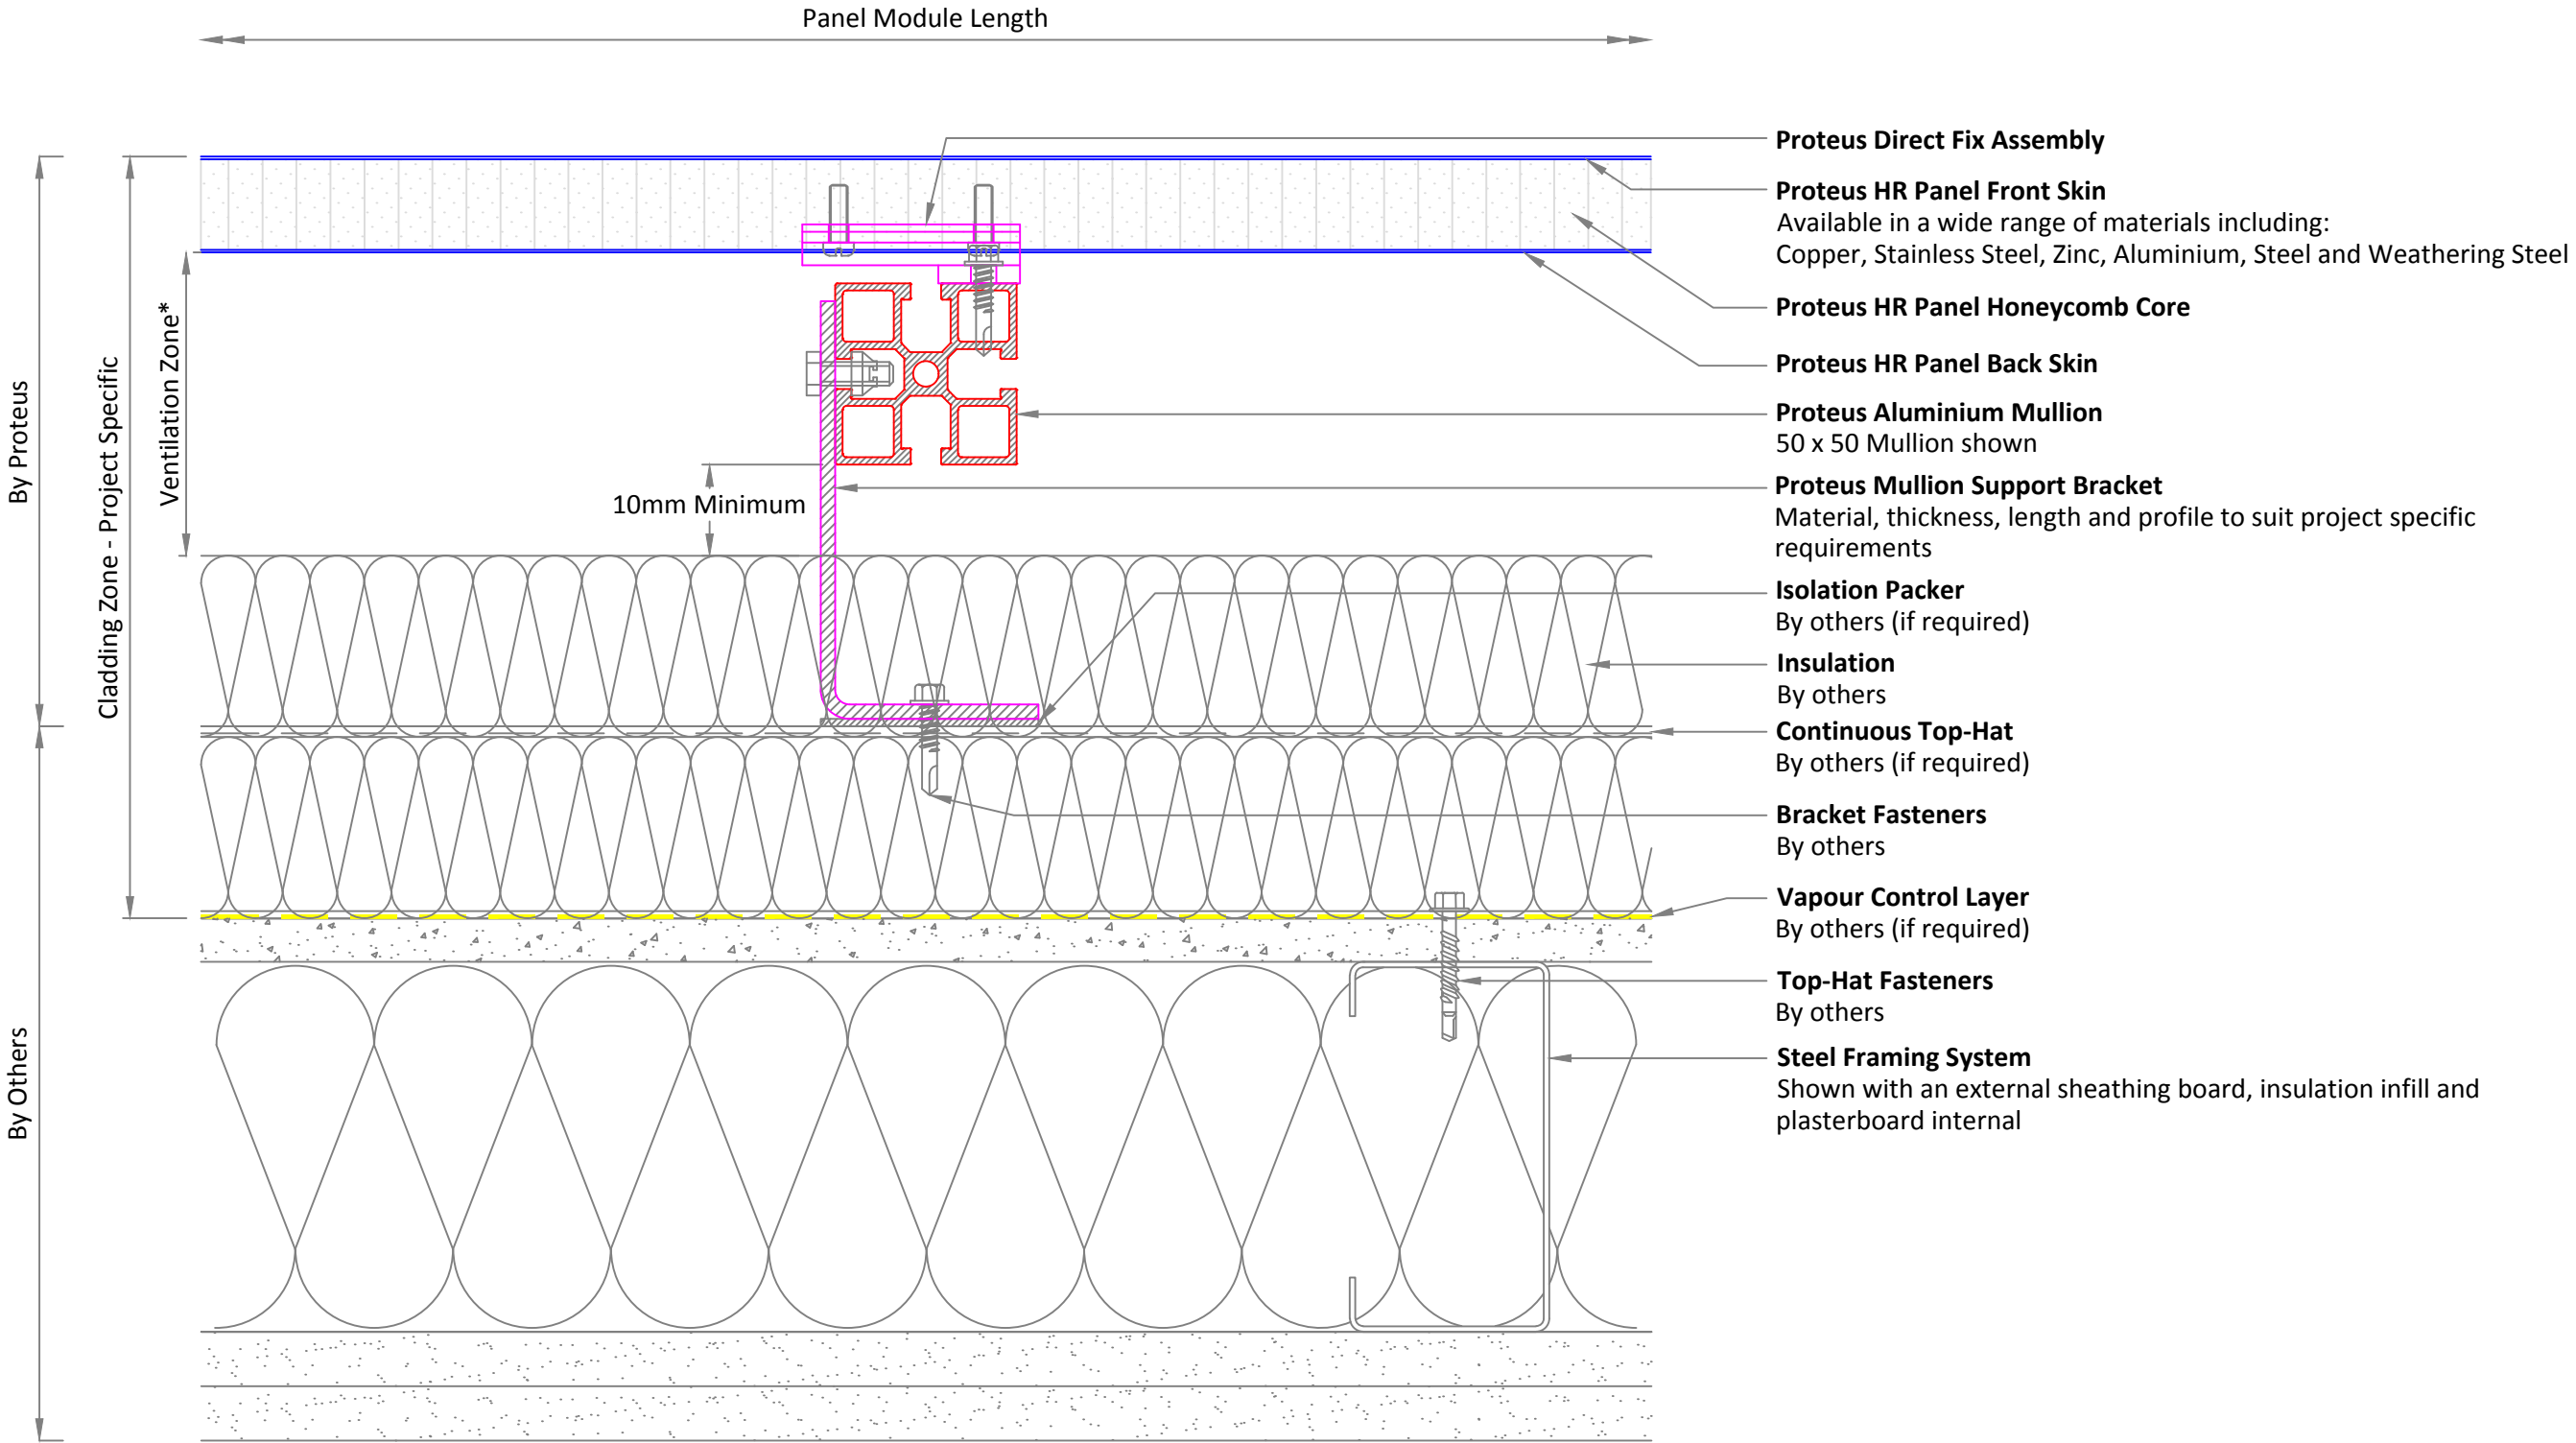 Panel Module Length
By Proteus
Cladding Zone - Project Specific
Ventilation Zone*
10mm Minimum
By Others
Proteus Direct Fix Assembly
Proteus HR Panel Front Skin
Available in a wide range of materials including:
Copper, Stainless Steel, Zinc, Aluminium, Steel and Weathering Steel
Proteus HR Panel Honeycomb Core
Proteus HR Panel Back Skin
Proteus Aluminium Mullion
50 x 50 Mullion shown
Proteus Mullion Support Bracket
Material, thickness, length and profile to suit project specific
requirements
Isolation Packer
By others (if required)
Insulation
By others
Continuous Top-Hat
By others (if required)
Bracket Fasteners
By others
Vapour Control Layer
By others (if required)
Top-Hat Fasteners
By others
Steel Framing System
Shown with an external sheathing board, insulation infill and
plasterboard internal